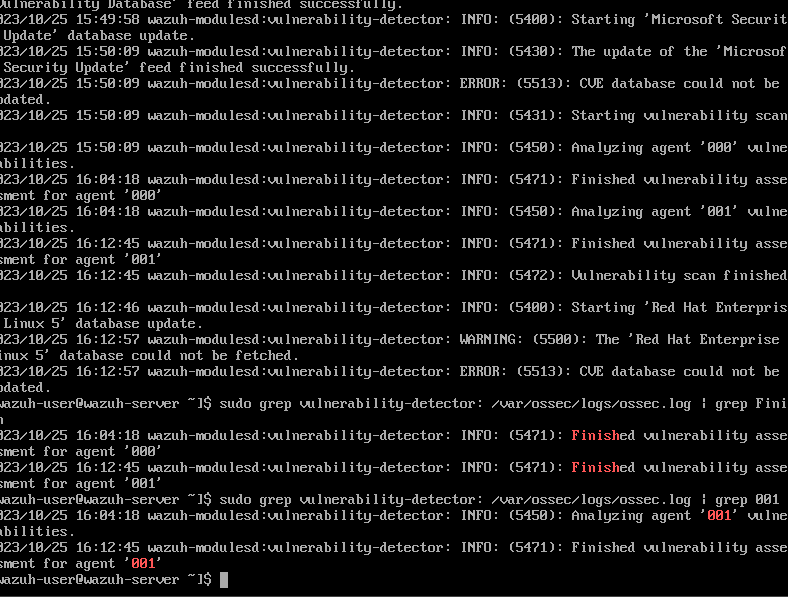 Vulnerability Database' feed finished successfully.
023/10/25 15:49:58 wazuh-modulesd:vulnerability-detector: INFO: (5400): Starting 'Microsoft Securit
 Update' database update.
023/10/25 15:50:09 wazuh-modulesd:vulnerability-detector: INFO: (5430): The update of the 'Microsof
 Security Update' feed finished successfully.
023/10/25 15:50:09 wazuh-modulesd:vulnerability-detector: ERROR: (5513): CVE database could not be
pdated.
023/10/25 15:50:09 wazuh-modulesd:vulnerability-detector: INFO: (5431): Starting vulnerability scan
023/10/25 15:50:09 wazuh-modulesd:vulnerability-detector: INFO: (5450): Analyzing agent '000' vulne
abilities.
023/10/25 16:04:18 wazuh-modulesd:vulnerability-detector: INFO: (5471): Finished vulnerability asse
sment for agent '000'
023/10/25 16:04:18 wazuh-modulesd:vulnerability-detector: INFO: (5450): Analyzing agent '001' vulne
abilities.
023/10/25 16:12:45 wazuh-modulesd:vulnerability-detector: INFO: (5471): Finished vulnerability asse
sment for agent '001'
023/10/25 16:12:45 wazuh-modulesd:vulnerability-detector: INFO: (5472): Vulnerability scan finished
023/10/25 16:12:46 wazuh-modulesd:vulnerability-detector: INFO: (5400): Starting 'Red Hat Enterpris
 Linux 5' database update.
023/10/25 16:12:57 wazuh-modulesd:vulnerability-detector: WARNING: (5500): The 'Red Hat Enterprise
inux 5' database could not be fetched.
023/10/25 16:12:57 wazuh-modulesd:vulnerability-detector: ERROR: (5513): CVE database could not be
pdated.
wazuh-user@wazuh-server ~]$ sudo grep vulnerability-detector: /var/ossec/logs/ossec.log | grep Fini
h
023/10/25 16:04:18 wazuh-modulesd:vulnerability-detector: INFO: (5471): Finished vulnerability asse
sment for agent '000'
023/10/25 16:12:45 wazuh-modulesd:vulnerability-detector: INFO: (5471): Finished vulnerability asse
sment for agent '001'
wazuh-user@wazuh-server ~]$ sudo grep vulnerability-detector: /var/ossec/logs/ossec.log | grep 001
023/10/25 16:04:18 wazuh-modulesd:vulnerability-detector: INFO: (5450): Analyzing agent '001' vulne
abilities.
023/10/25 16:12:45 wazuh-modulesd:vulnerability-detector: INFO: (5471): Finished vulnerability asse
sment for agent '001'
wazuh-user@wazuh-server ~]$